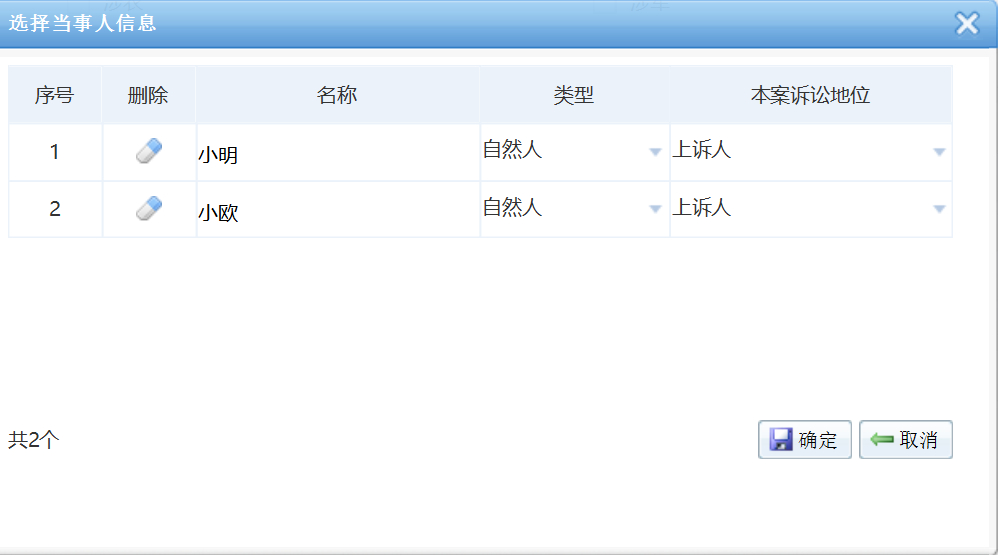 选择当事人信息
序号 删除 名称 类型 本案诉讼地位
1 小明 自然人 上诉人
2 小欧 自然人 上诉人
共2个 确定 取消